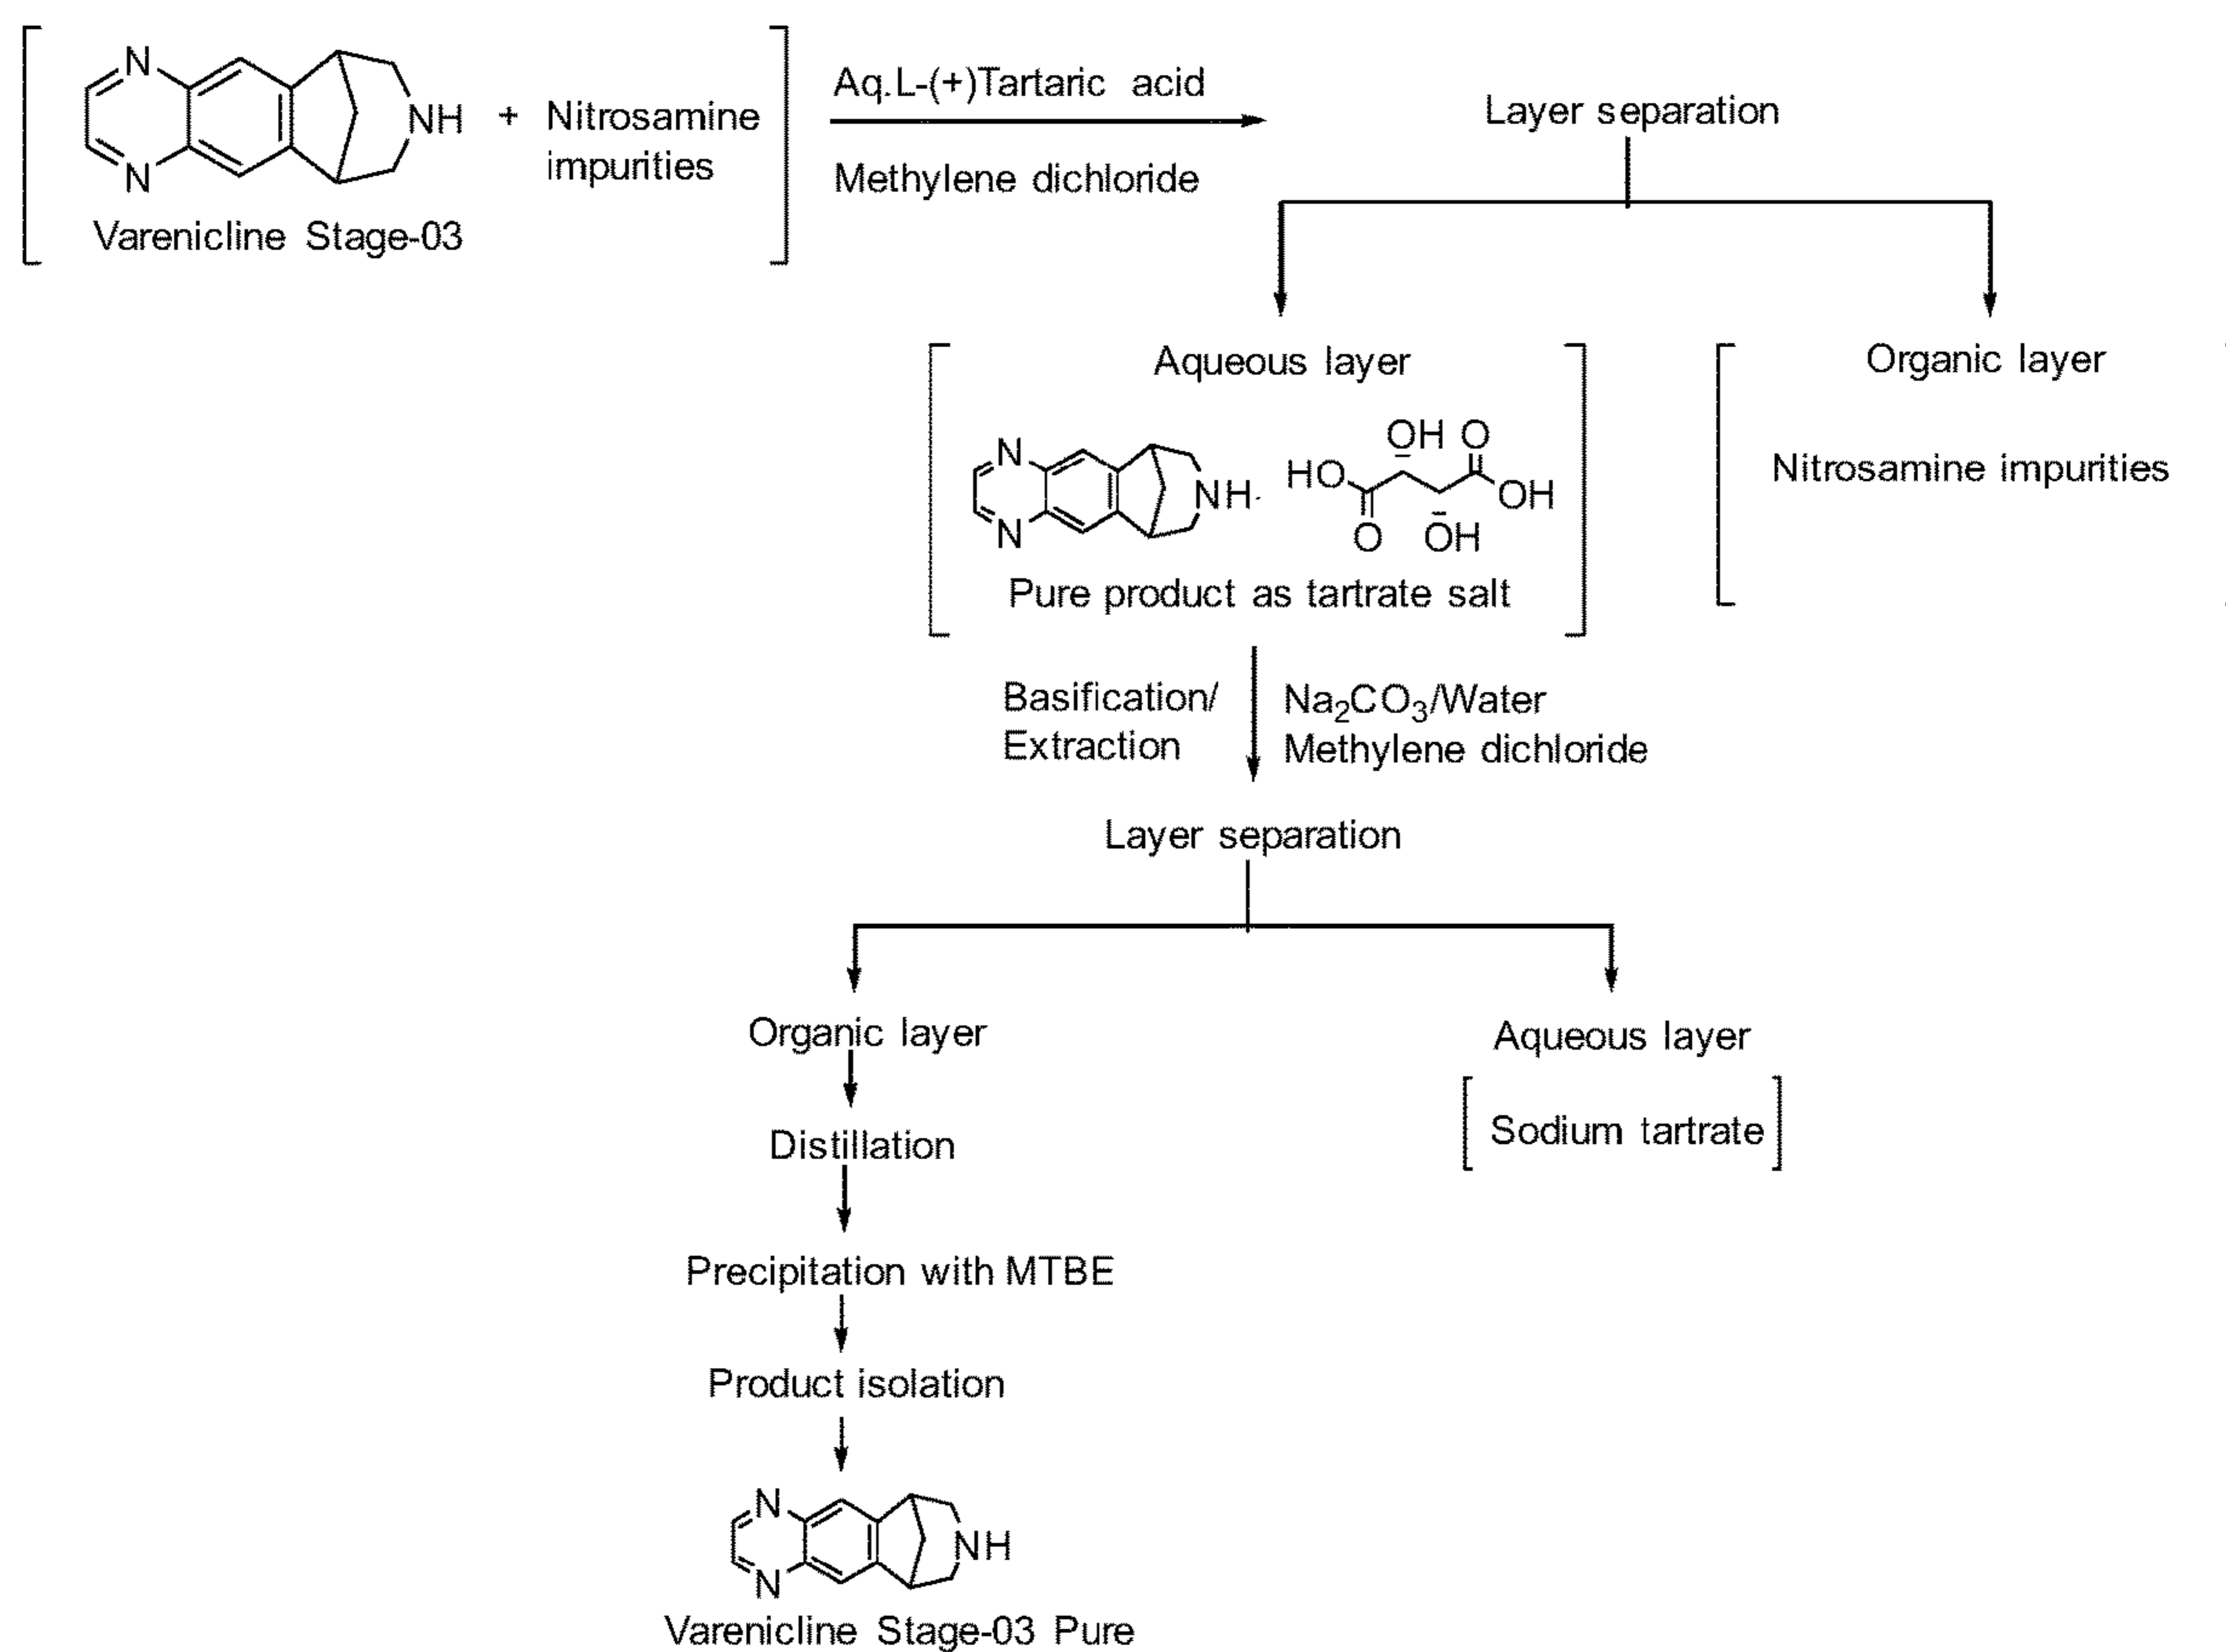 N
N
NH
+ Nitrosamine
impurities
Varenicline Stage-03
Aq.L-(+)Tartaric acid
Methylene dichloride
Layer separation
Aqueous layer
N
N
NH.
HO
OH
O
OH
O
OH
Pure product as tartrate salt
Organic layer
Nitrosamine impurities
Basification/
Extraction
Na₂CO₃/Water
Methylene dichloride
Layer separation
Organic layer
Distillation
Precipitation with MTBE
Product isolation
Aqueous layer
Sodium tartrate
N
N
NH
Varenicline Stage-03 Pure